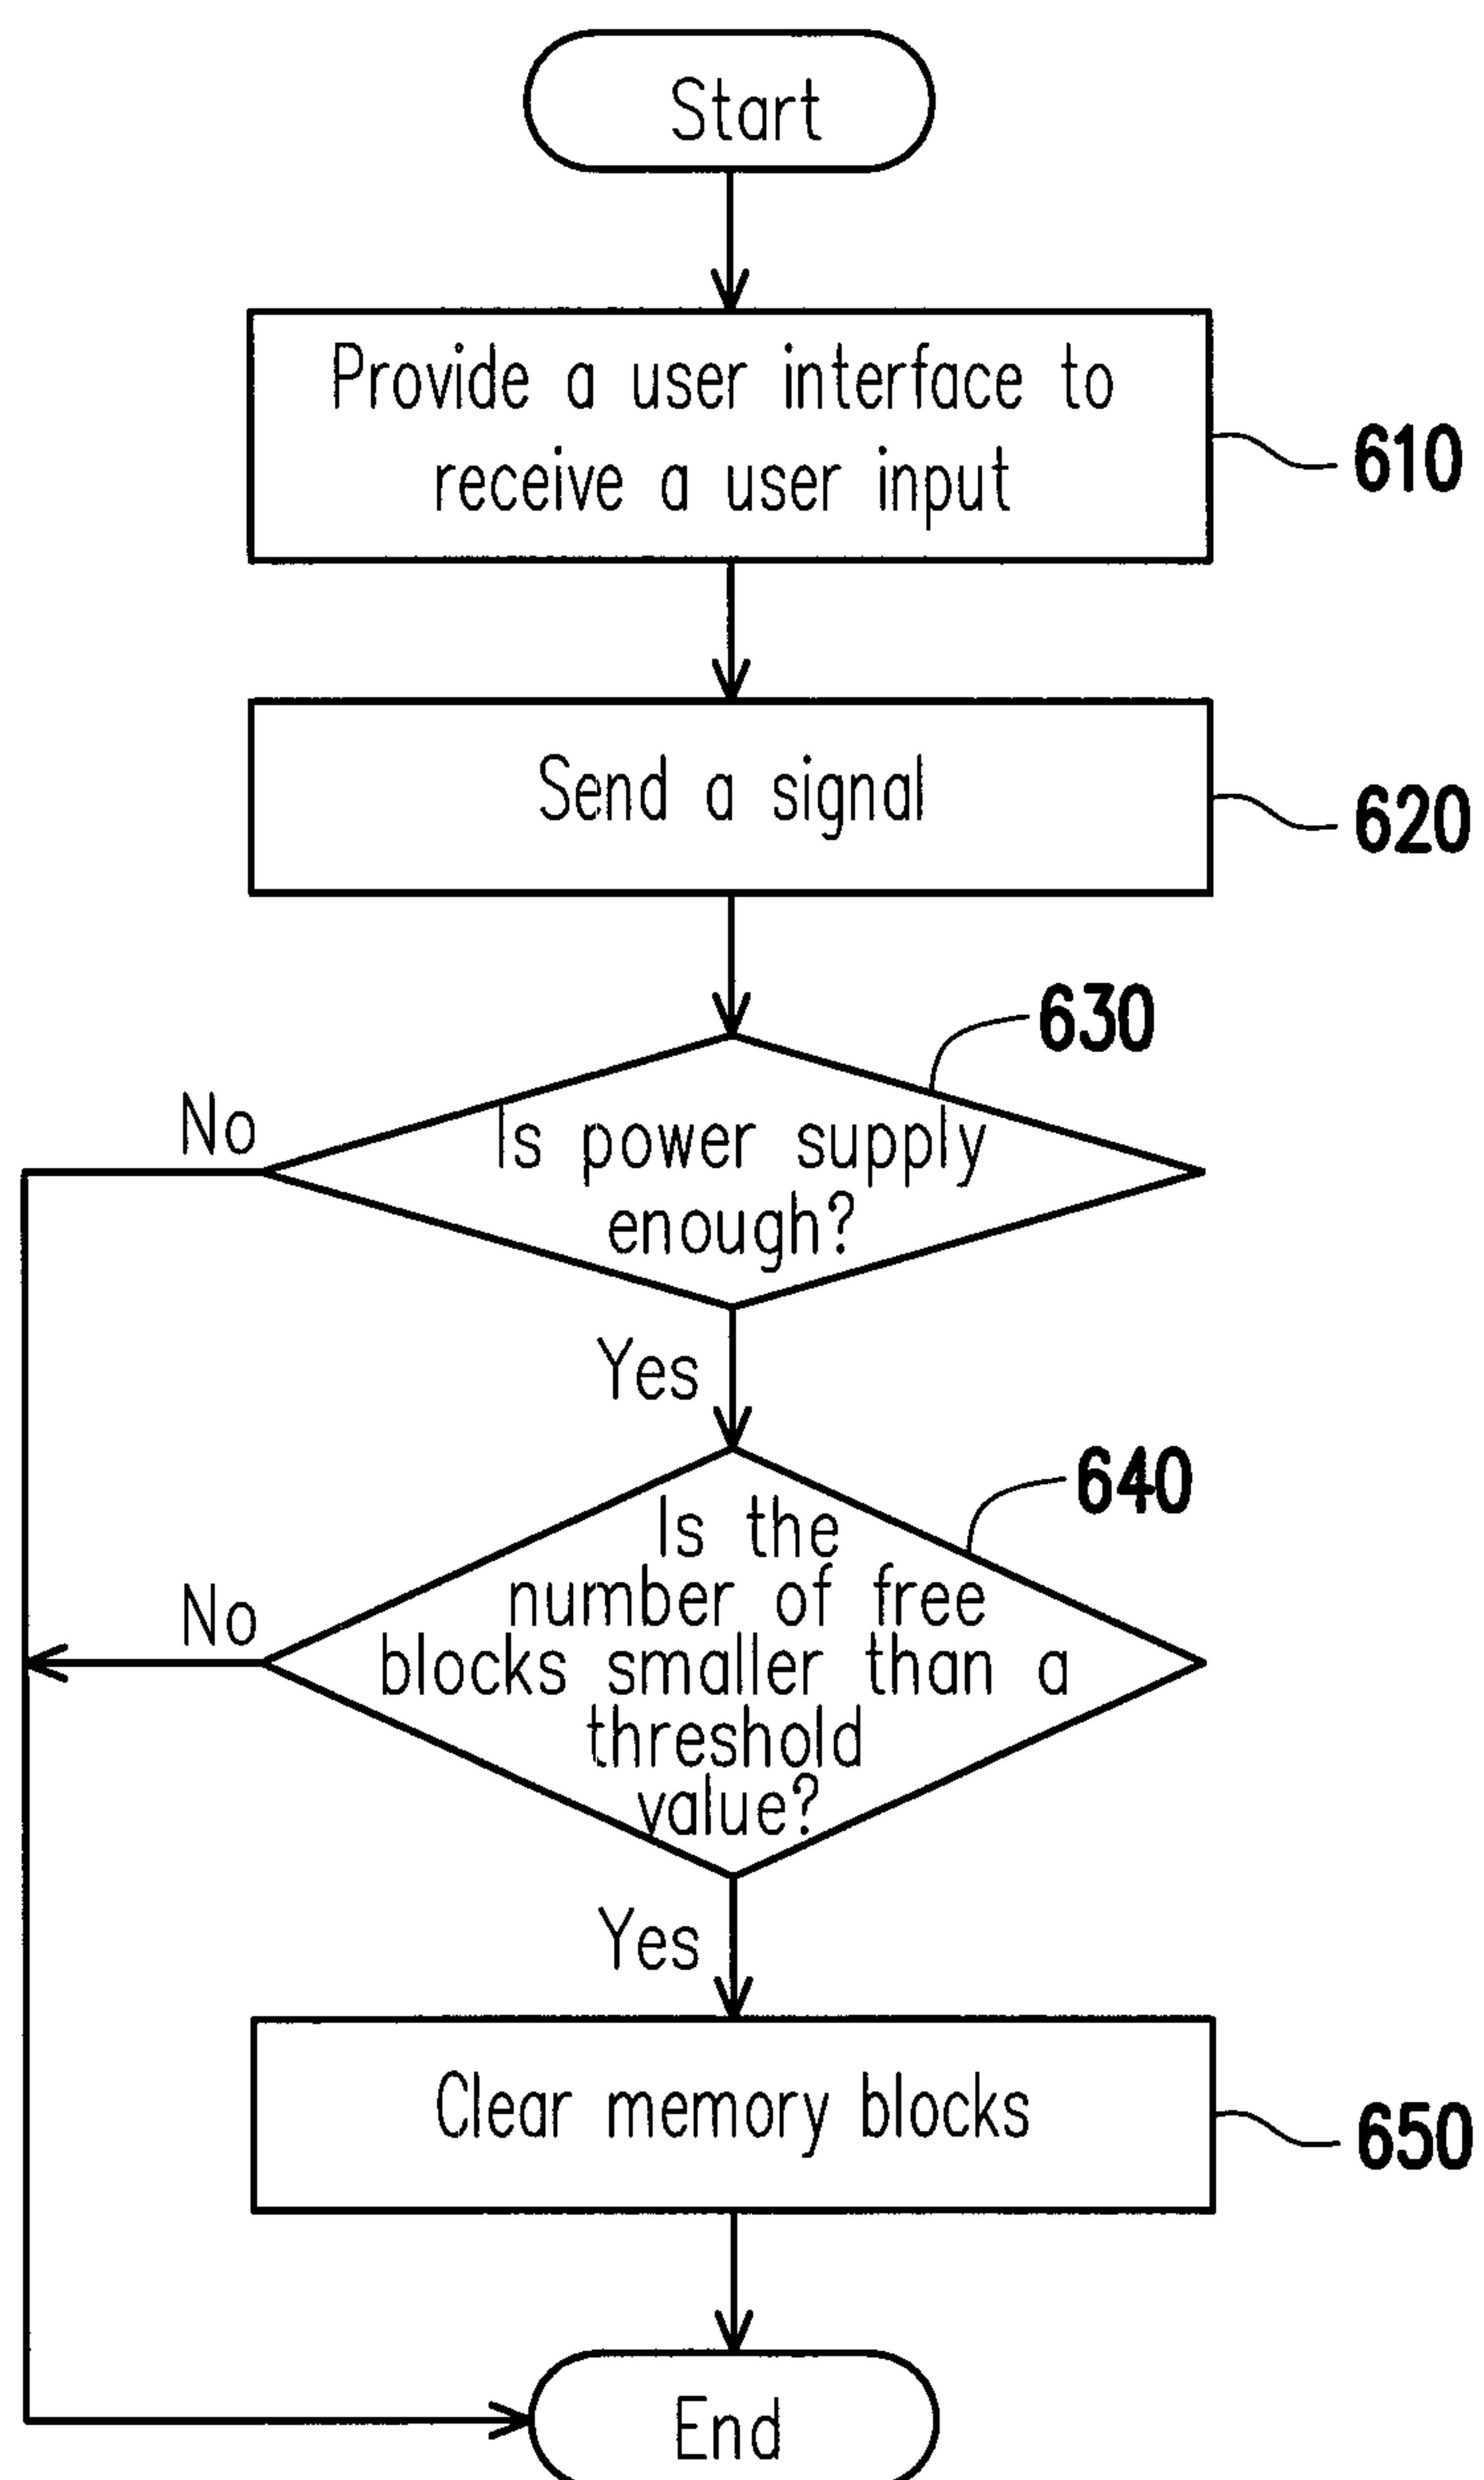 Start
Provide a user interface to
receive a user input
610
Send a signal
620
630
No
Is power supply
enough?
Yes
640
Is the
number of free
No
blocks smaller than a
threshold
value?
Yes
Clear memory blocks
650
End